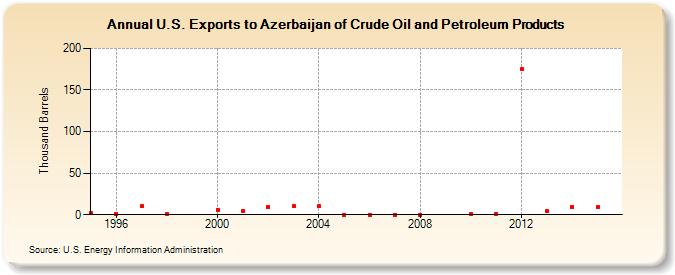 Annual U.S. Exports to Azerbaijan of Crude Oil and Petroleum Products
Thousand Barrels
200
150
100
50
0
1996 2000 2004 2008 2012
Source: U.S. Energy Information Administration